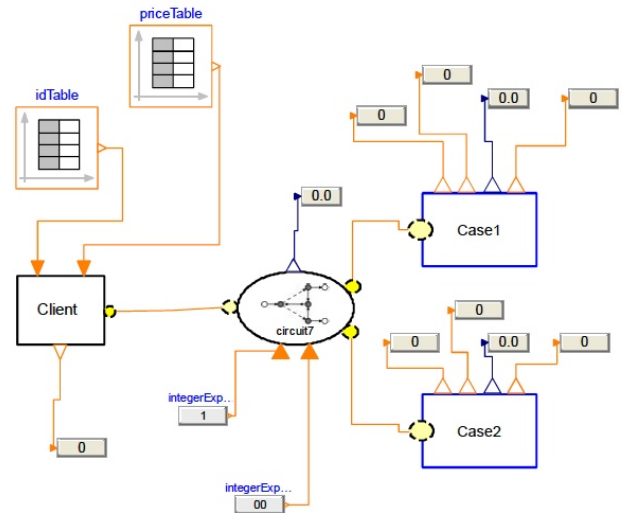 priceTable
idTable
0
0
0.0
0
Case1
0.0
Client
circuit7
0
0
0.0
0
Case2
integerExp...
1
0
integerExp...
00